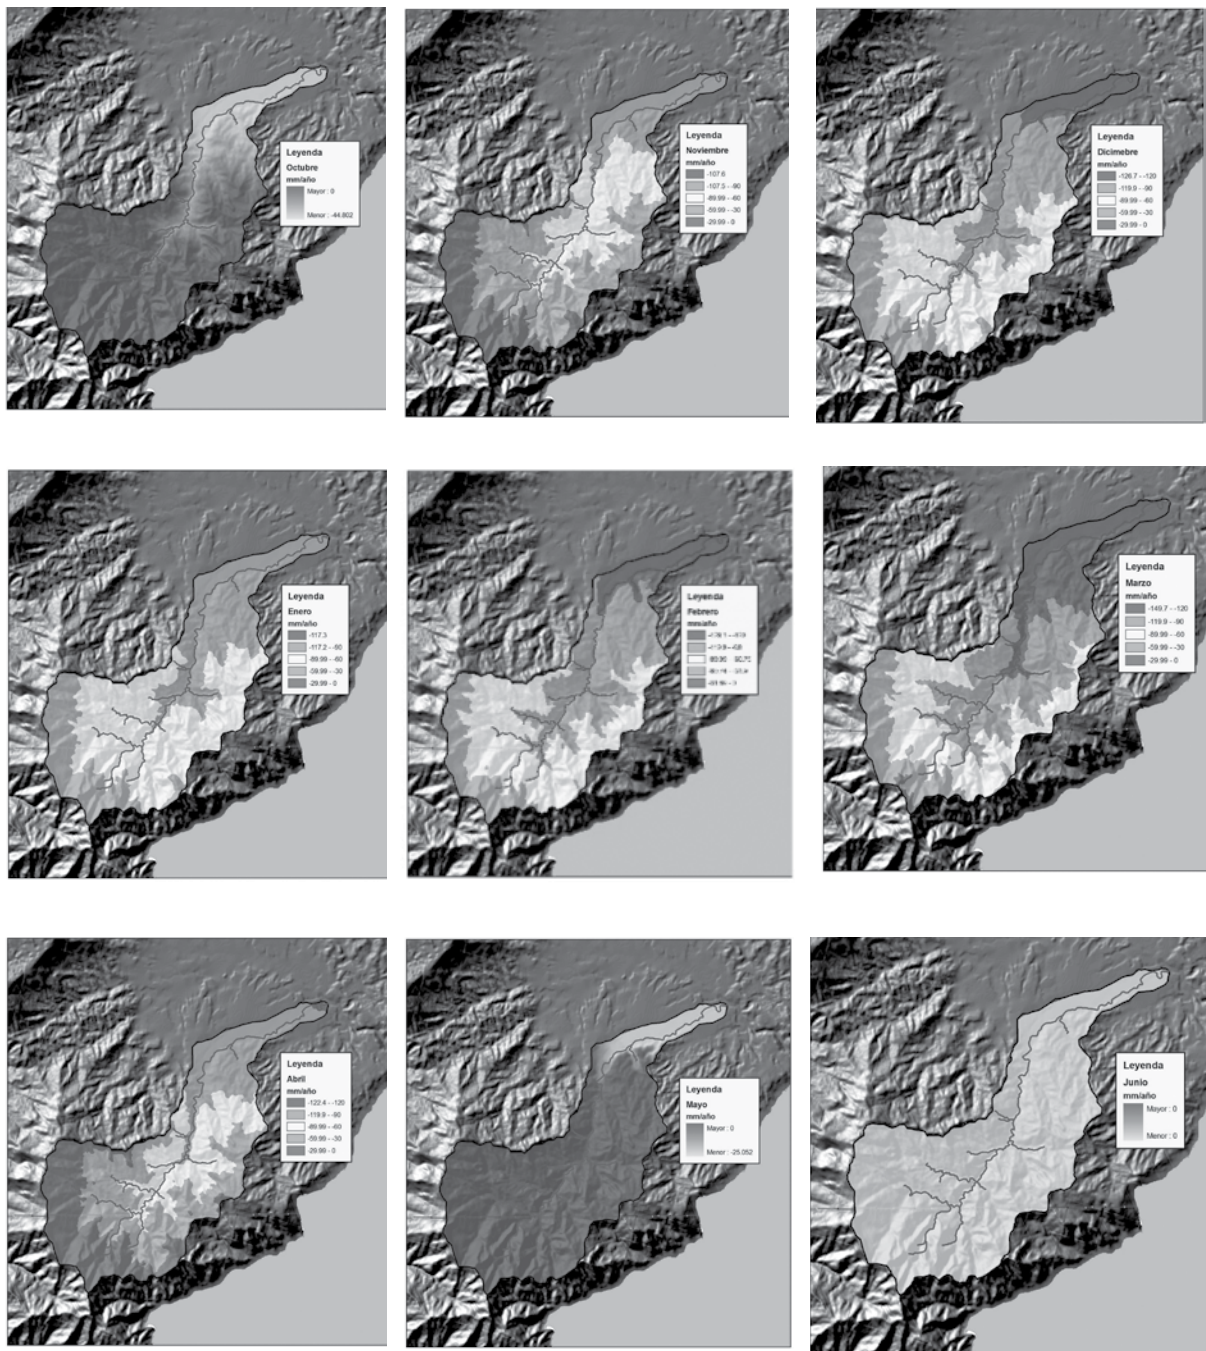 Leyenda
Octubre
mm/año
Mayor : 0
Menor : -44.802
Leyenda
Noviembre
mm/año
-107.6
-107.5 - -90
-89.99 - -60
-59.99 - -30
-29.99 - 0
Leyenda
Dicimebre
mm/año
-126.7 - -120
-119.9 - -90
-89.99 - -60
-59.99 - -30
-29.99 - 0
Leyenda
Enero
mm/año
-117.3
-117.2 - -90
-89.99 - -60
-59.99 - -30
-29.99 - 0
Leyenda
Febrero
mm/año
Leyenda
Marzo
mm/año
-149.7 - -120
-119.9 - -90
-89.99 - -60
-59.99 - -30
-29.99 - 0
Leyenda
Abril
mm/año
-122.4 - -120
-119.9 - -90
-89.99 - -60
-59.99 - -30
-29.99 - 0
Leyenda
Mayo
mm/año
Mayor : 0
Menor : -25.052
Leyenda
Junio
mm/año
Mayor : 0
Menor : 0